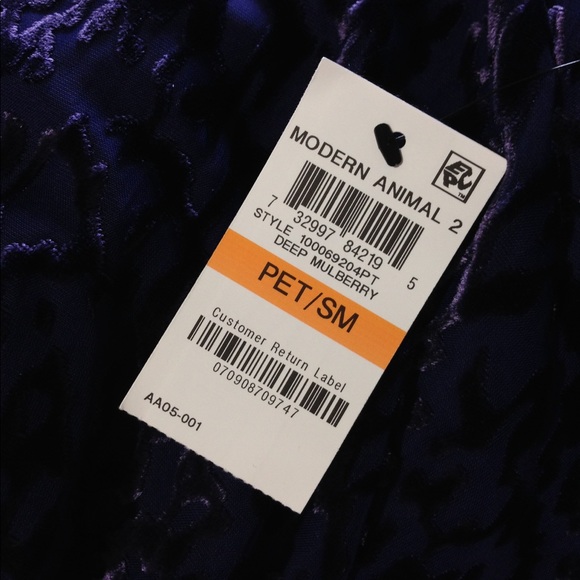 MODERN ANIMAL 2
7 32997 84219 5
STYLE 100069204PT
DEEP MULBERRY
PET/SM
Customer Return Label
070908709747
AA05-001